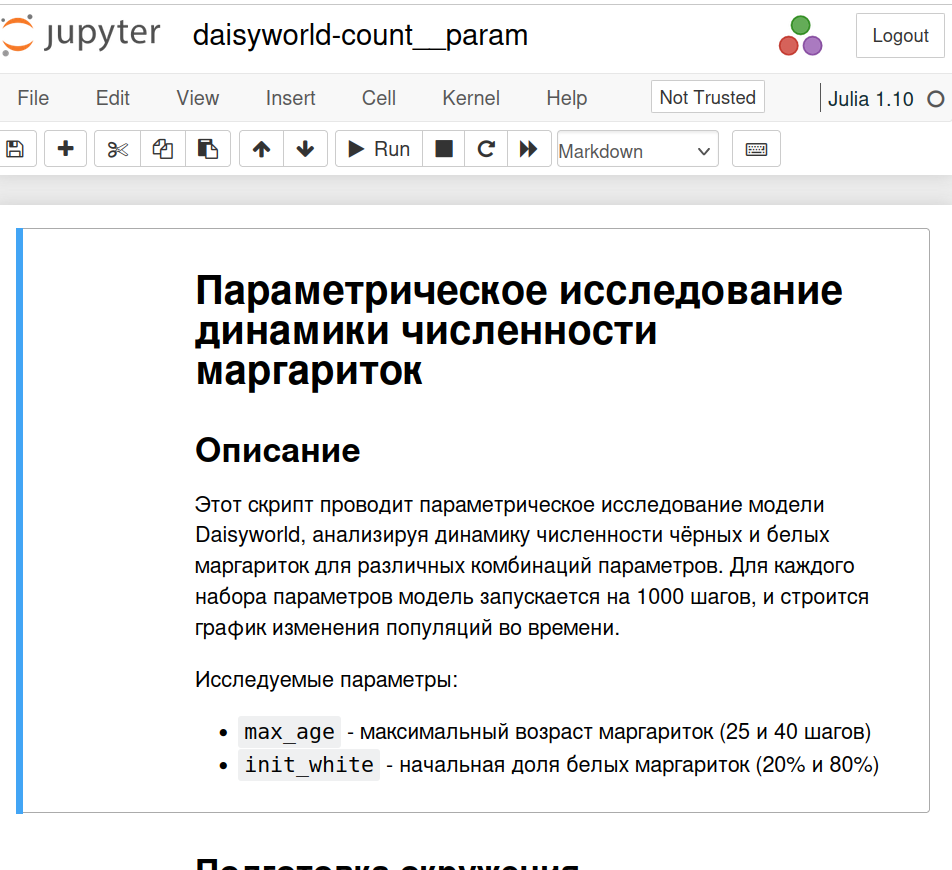 jupyter daisyworld-count__param Logout
File Edit View Insert Cell Kernel Help Not Trusted Julia 1.10
Run Markdown
Параметрическое исследование
динамики численности
маргариток
Описание
Этот скрипт проводит параметрическое исследование модели
Daisyworld, анализируя динамику численности чёрных и белых
маргариток для различных комбинаций параметров. Для каждого
набора параметров модель запускается на 1000 шагов, и строится
график изменения популяций во времени.
Исследуемые параметры:
• max_age - максимальный возраст маргариток (25 и 40 шагов)
• init_white - начальная доля белых маргариток (20% и 80%)
Подготовка окружения